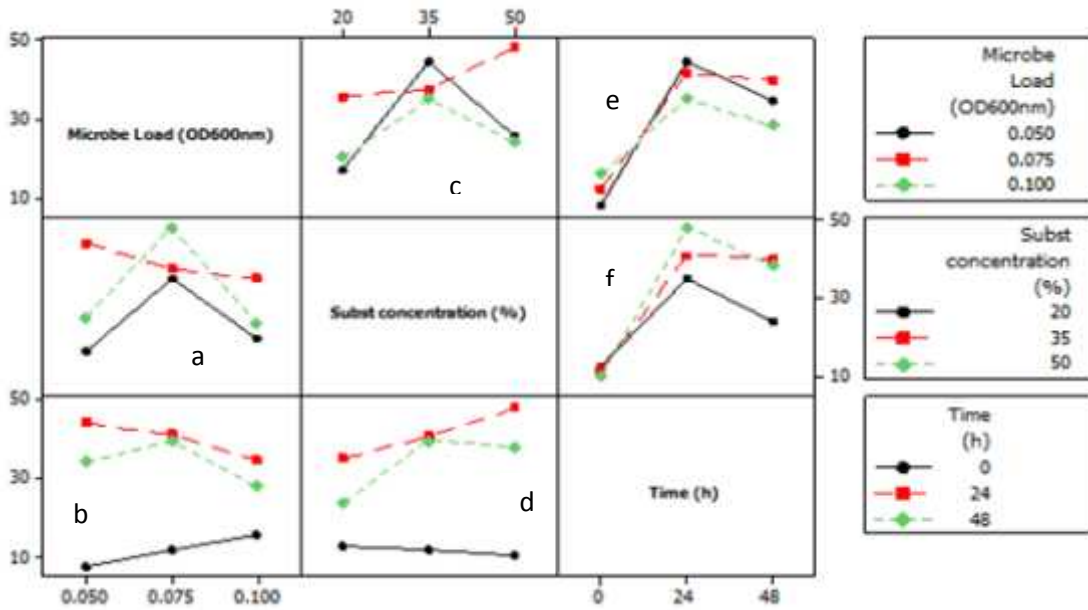 20 35 50
50
30
10
Microbe Load (OD600nm)
c
e
Microbe
Load
(OD600nm)
0.050
0.075
0.100
a
Subst concentration (%)
f
50
30
10
Subst
concentration
(%)
20
35
50
50
30
10
b
d
Time (h)
Time
(h)
0
24
48
0.050 0.075 0.100
0 24 48